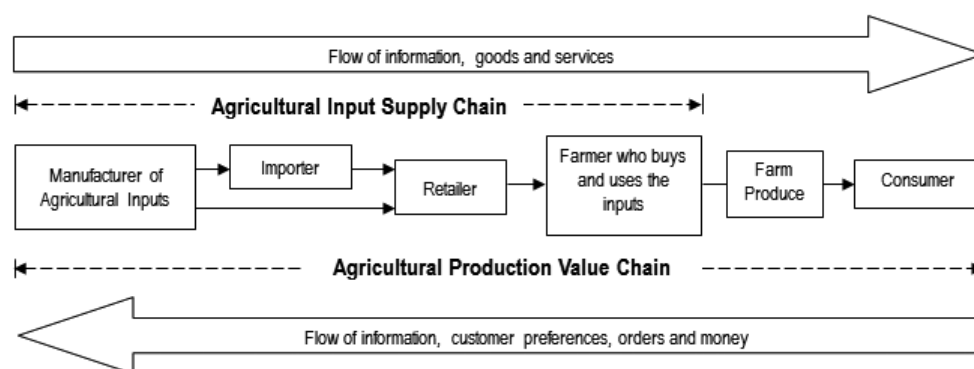 Flow of information, goods and services
Agricultural Input Supply Chain
Manufacturer of
Agricultural Inputs
Importer
Retailer
Farmer who buys
and uses the
inputs
Farm
Produce
Consumer
Agricultural Production Value Chain
Flow of information, customer preferences, orders and money